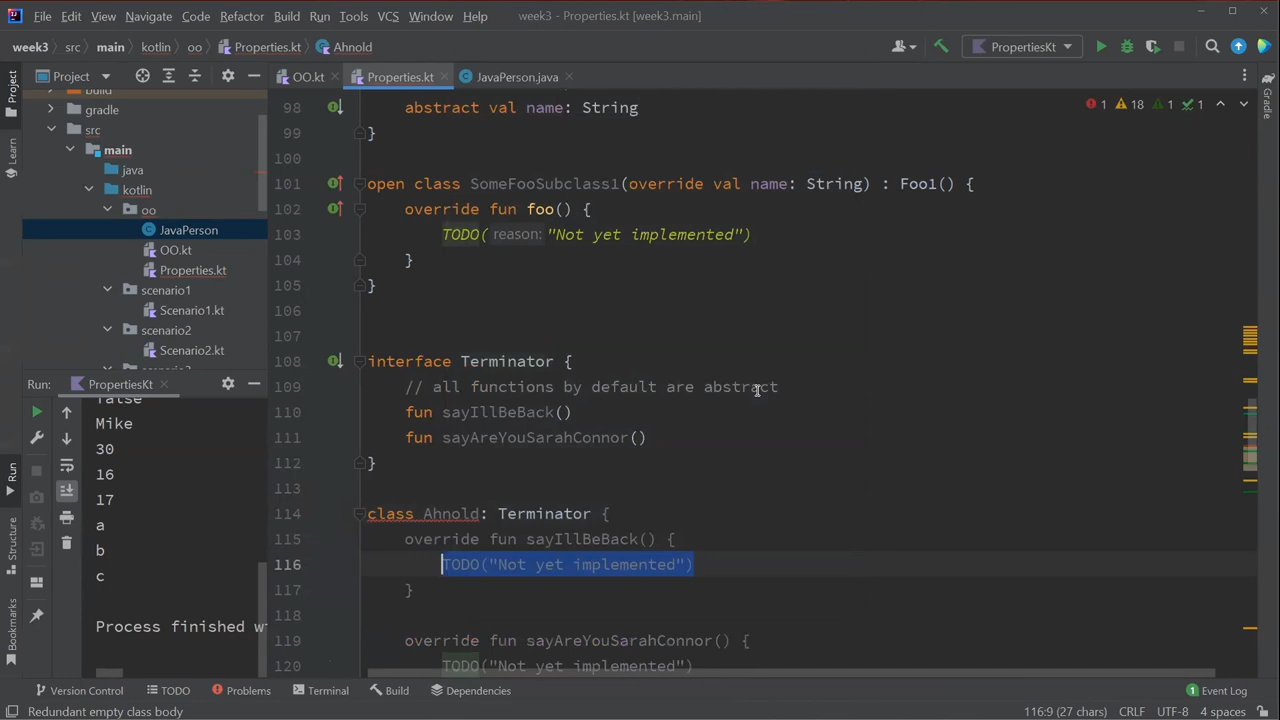 File Edit View Navigate Code Refactor Build Run Tools VCS Window Help week3 - Properties.kt [week3.main]
week3 src main kotlin oo Properties.kt Ahnold PropertiesKt
Project OO.kt Properties.kt JavaPerson.java
Project
Learn
Structure
Bookmarks
Run
Gradle
build
gradle
src
main
java
kotlin
oo
JavaPerson
OO.kt
Properties.kt
scenario1
Scenario1.kt
scenario2
Scenario2.kt
1 18 1 1
98 abstract val name: String
99 }
100
101 open class SomeFooSubclass1(override val name: String) : Foo1() {
102 override fun foo() {
103 TODO( reason: "Not yet implemented")
104 }
105 }
106
107
108 interface Terminator {
109 // all functions by default are abstract
110 fun sayIllBeBack()
111 fun sayAreYouSarahConnor()
112 }
113
114 class Ahnold: Terminator {
115 override fun sayIllBeBack() {
116 TODO("Not yet implemented")
117 }
118
119 override fun sayAreYouSarahConnor() {
120 TODO("Not yet implemented")
Run: PropertiesKt
false
Mike
30
16
17
a
b
c
Process finished
Version Control TODO Problems Terminal Build Dependencies 1 Event Log
Redundant empty class body 116:9 (27 chars) CRLF UTF-8 4 spaces